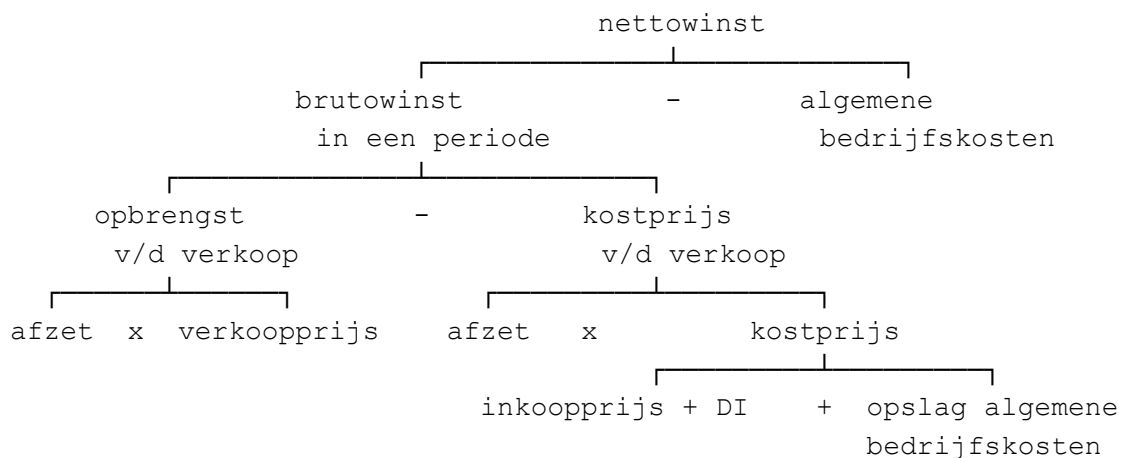 nettowinst
brutowinst - algemene
in een periode bedrijfskosten
opbrengst - kostprijs
v/d verkoop v/d verkoop
afzet x verkoopprijs afzet x kostprijs
inkoopprijs + DI + opslag algemene
bedrijfskosten